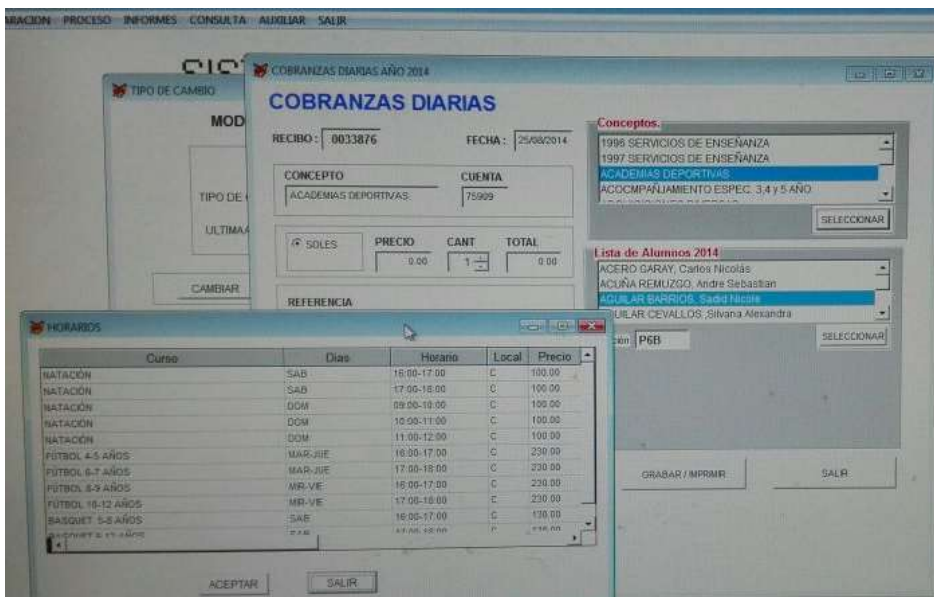 PROCESO INFORMES CONSULTA AUXILIAR SALIR
TIPO DE CAMBIO
MOD
TIPO DE
CAMBIAR
COBRANZAS DIARIAS AÑO 2014
COBRANZAS DIARIAS
RECIBO : 0033876 FECHA : 25/08/2014
CONCEPTO CUENTA
ACADEMIAS DEPORTIVAS 75909
SOLES PRECIO CANT TOTAL
0.00 1 0.00
REFERENCIA
Conceptos.
1996 SERVICIOS DE ENSEÑANZA
1997 SERVICIOS DE ENSEÑANZA
ACADEMIAS DEPORTIVAS
ACOCMPAÑAMIENTO ESPEC. 3,4 y 5 AÑO
SELECCIONAR
Lista de Alumnos 2014
ACERO GARAY, Carlos Nicolás
ACUÑA REMUZGO, Andre Sebastian
AGUILAR BARRIOS, Sadid Nicole
AGUILAR CEVALLOS ,Silvana Alexandra
P6B SELECCIONAR
GRABAR / IMPRIMIR SALIR
HORARIOS
Curso Dias Horario Local Precio
NATACIÓN SAB 16:00-17:00 C 100.00
NATACIÓN SAB 17:00-18:00 C 100.00
NATACIÓN DOM 09:00-10:00 C 100.00
NATACIÓN DOM 10:00-11:00 C 100.00
NATACIÓN DOM 11:00-12:00 C 100.00
FÚTBOL 4-5 AÑOS MAR-JUE 16:00-17:00 C 230.00
FÚTBOL 6-7 AÑOS MAR-JUE 17:00-18:00 C 230.00
FÚTBOL 8-9 AÑOS MIR-VIE 16:00-17:00 C 230.00
FÚTBOL 10-12 AÑOS MIR-VIE 17:00-18:00 C 230.00
BASQUET 5-8 AÑOS SAB 16:00-17:00 C 130.00
ACEPTAR SALIR